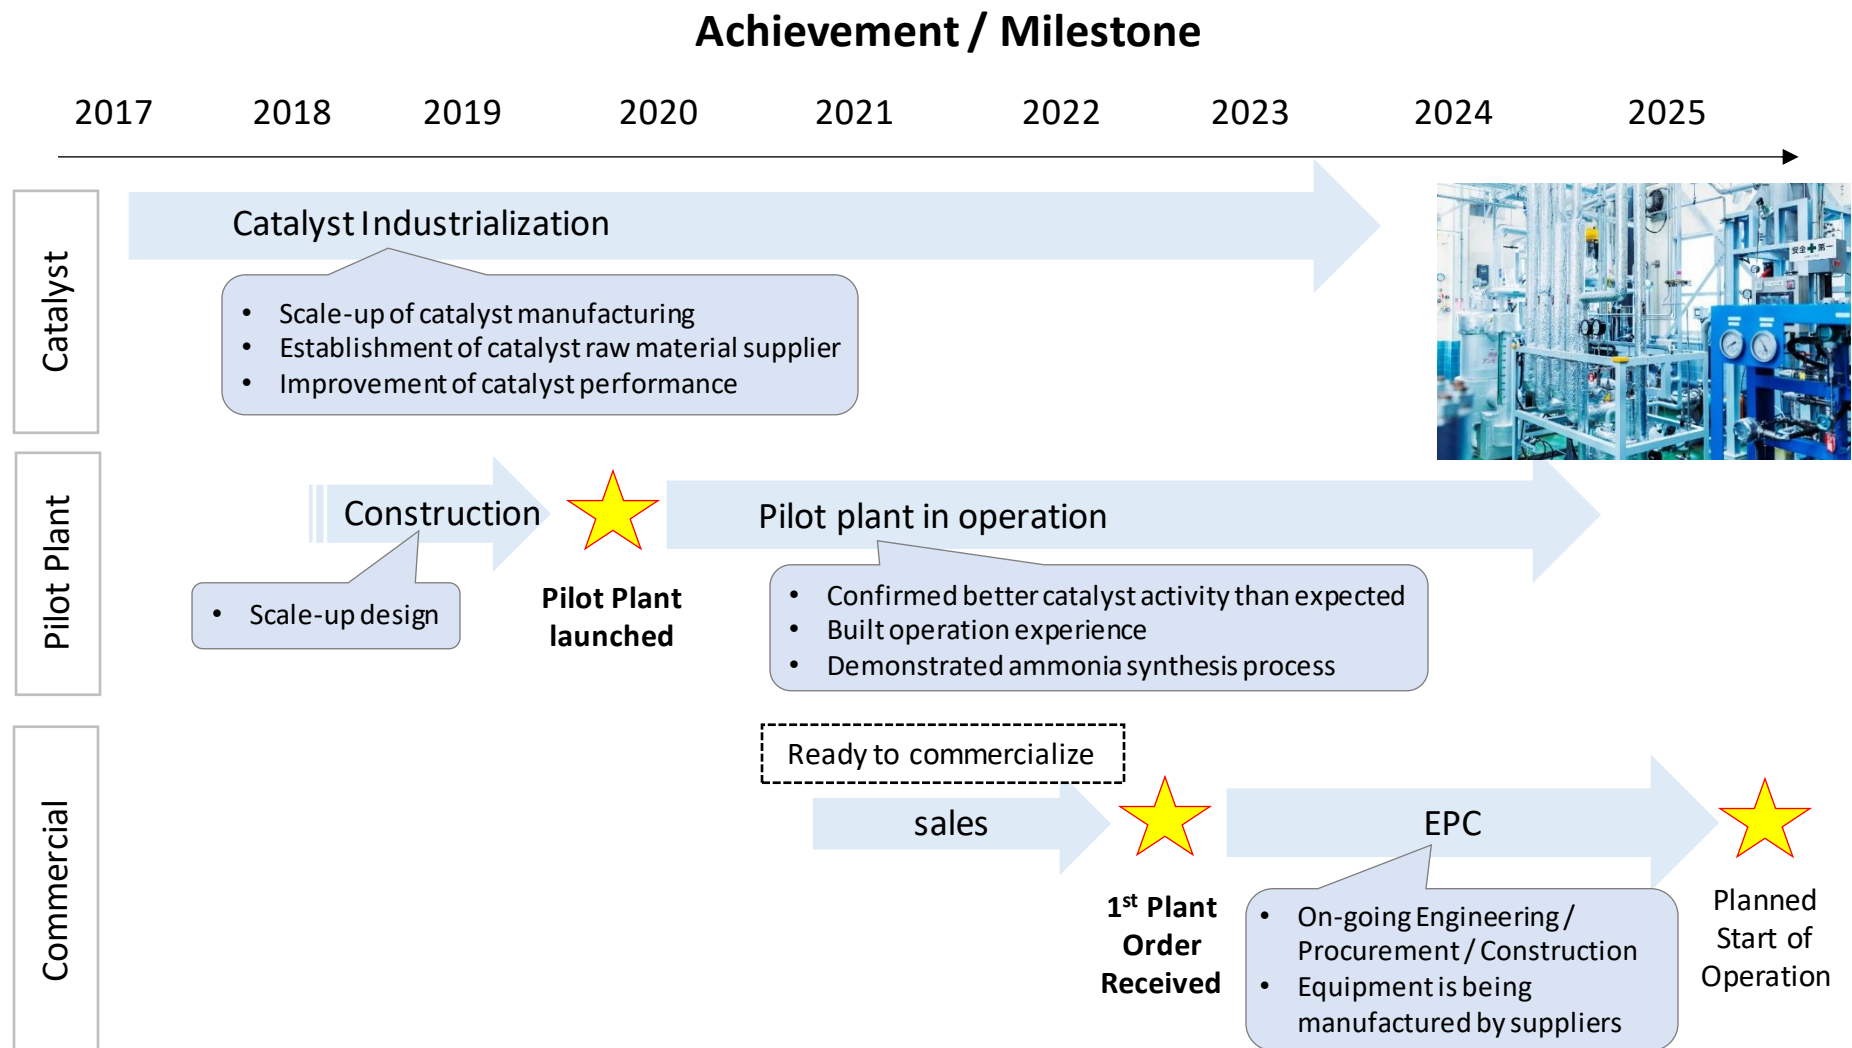 Achievement / Milestone
2017 2018 2019 2020 2021 2022 2023 2024 2025
Catalyst
Catalyst Industrialization
• Scale-up of catalyst manufacturing
• Establishment of catalyst raw material supplier
• Improvement of catalyst performance
安全✚第一
Pilot Plant
Construction
• Scale-up design
Pilot Plant
launched
Pilot plant in operation
• Confirmed better catalyst activity than expected
• Built operation experience
• Demonstrated ammonia synthesis process
Commercial
Ready to commercialize
sales
1st Plant
Order
Received
EPC
• On-going Engineering /
Procurement / Construction
• Equipment is being
manufactured by suppliers
Planned
Start of
Operation